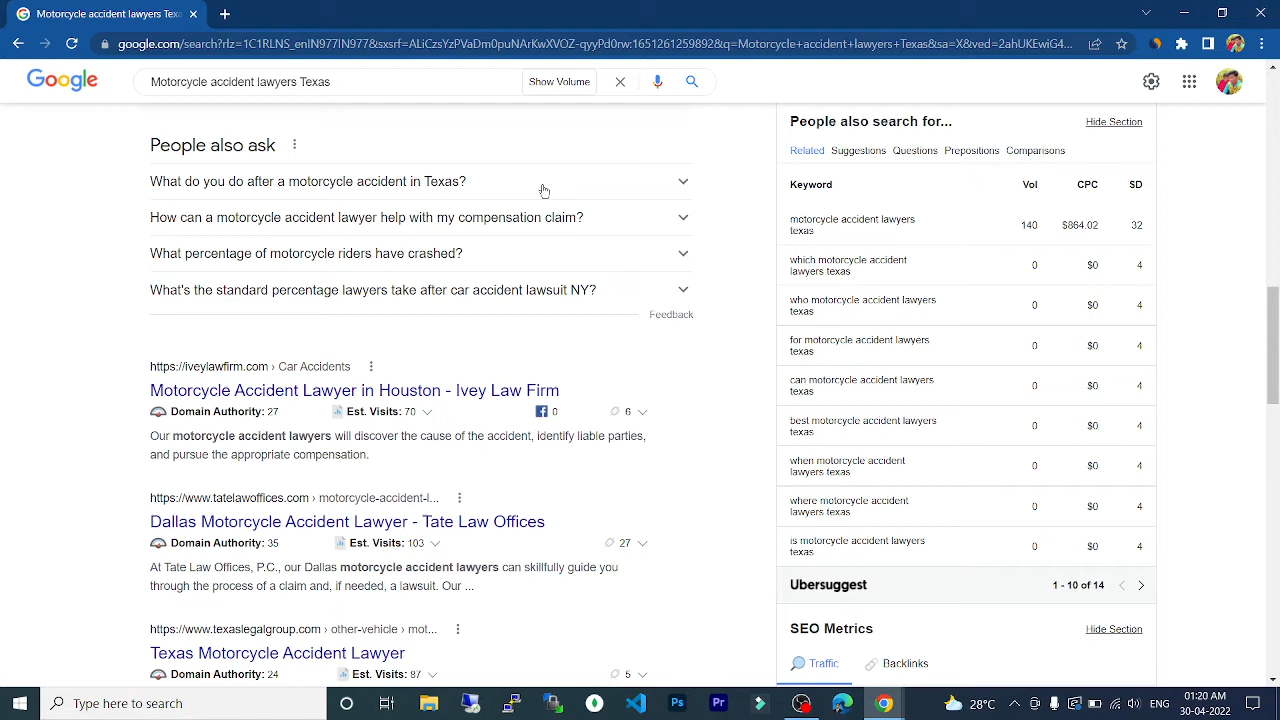 Motorcycle accident lawyers Texa
google.com/search?rlz=1C1RLNS_enIN977IN977&sxsrf=ALiCzsYzPVaDm0puNArKwXVOZ-qyyPd0rw:1651261259892&q=Motorcycle+accident+lawyers+Texas&sa=X&ved=2ahUKEwiG4...
Google
Motorcycle accident lawyers Texas
Show Volume
People also ask
What do you do after a motorcycle accident in Texas?
How can a motorcycle accident lawyer help with my compensation claim?
What percentage of motorcycle riders have crashed?
What's the standard percentage lawyers take after car accident lawsuit NY?
Feedback
https://iveylawfirm.com › Car Accidents
Motorcycle Accident Lawyer in Houston - Ivey Law Firm
Domain Authority: 27 Est. Visits: 70 0 6
Our motorcycle accident lawyers will discover the cause of the accident, identify liable parties,
and pursue the appropriate compensation.
https://www.tatelawoffices.com › motorcycle-accident-l...
Dallas Motorcycle Accident Lawyer - Tate Law Offices
Domain Authority: 35 Est. Visits: 103 27
At Tate Law Offices, P.C., our Dallas motorcycle accident lawyers can skillfully guide you
through the process of a claim and, if needed, a lawsuit. Our ...
https://www.texaslegalgroup.com › other-vehicle › mot...
Texas Motorcycle Accident Lawyer
Domain Authority: 24 Est. Visits: 87 5
People also search for...
Hide Section
Related Suggestions Questions Prepositions Comparisons
Keyword Vol CPC SD
motorcycle accident lawyers
texas
140 $864.02 32
which motorcycle accident
lawyers texas
0 $0 4
who motorcycle accident lawyers
texas
0 $0 4
for motorcycle accident lawyers
texas
0 $0 4
can motorcycle accident lawyers
texas
0 $0 4
best motorcycle accident lawyers
texas
0 $0 4
when motorcycle accident
lawyers texas
0 $0 4
where motorcycle accident
lawyers texas
0 $0 4
is motorcycle accident lawyers
texas
0 $0 4
Ubersuggest
1 - 10 of 14
SEO Metrics
Hide Section
Traffic Backlinks
Type here to search
Ps
Pr
28°C
ENG
01:20 AM
30-04-2022